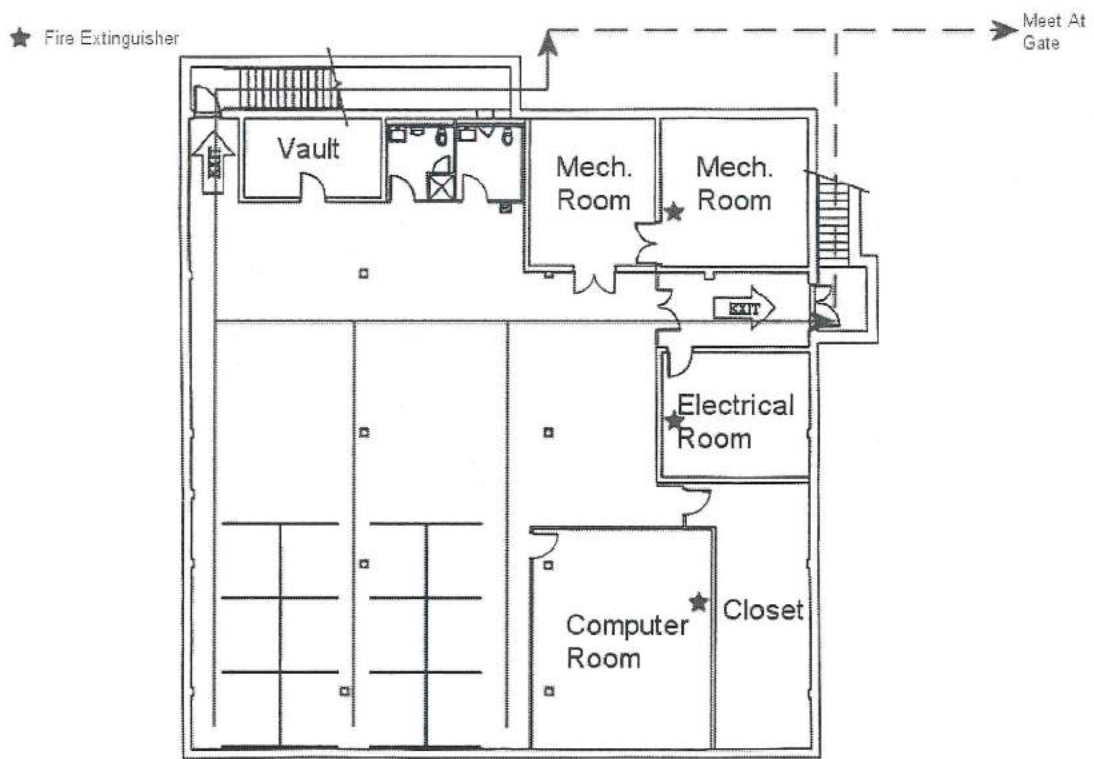 Fire Extinguisher
Meet At
Gate
EXIT
Vault
Mech.
Room
Mech.
Room
EXIT
Electrical
Room
Computer
Room
Closet